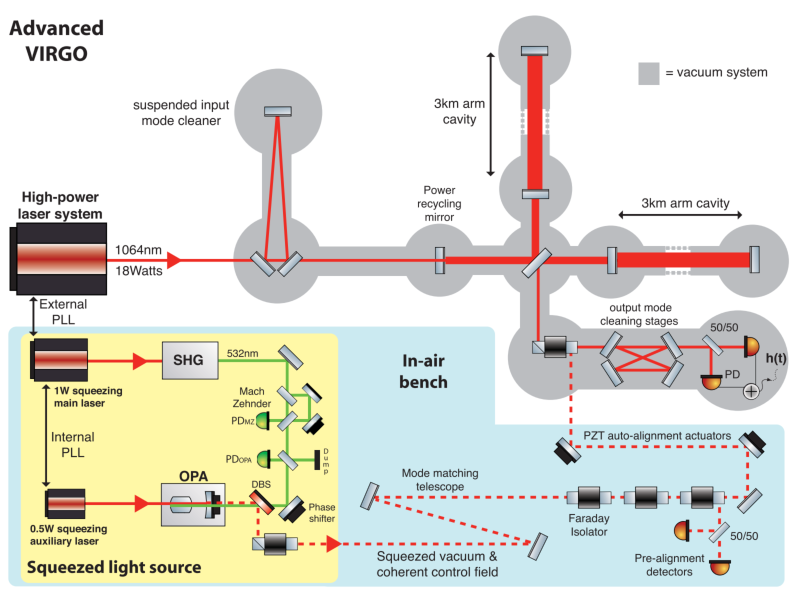 Advanced
VIRGO
= vacuum system
suspended input
mode cleaner
3km arm
cavity
High-power
laser system
Power
recycling
mirror
3km arm cavity
1064nm
18Watts
External
PLL
output mode
cleaning stages
50/50
h(t)
PD
SHG
532nm
In-air
bench
1W squeezing
main laser
Mach
Zehnder
PDMZ
Internal
PLL
PDOPA
Dump
PZT auto-alignment actuators
OPA
DBS
Mode matching
telescope
Phase
shifter
0.5W squeezing
auxiliary laser
Faraday
Isolator
50/50
Squeezed light source
Squeezed vacuum &
coherent control field
Pre-alignment
detectors